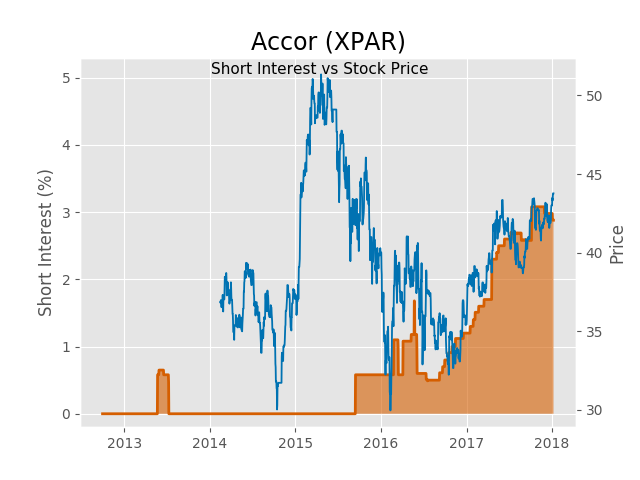 Accor (XPAR)
Short Interest vs Stock Price
Short Interest (%)
5
4
3
2
1
0
50
45
40
35
30
Price
2013 2014 2015 2016 2017 2018